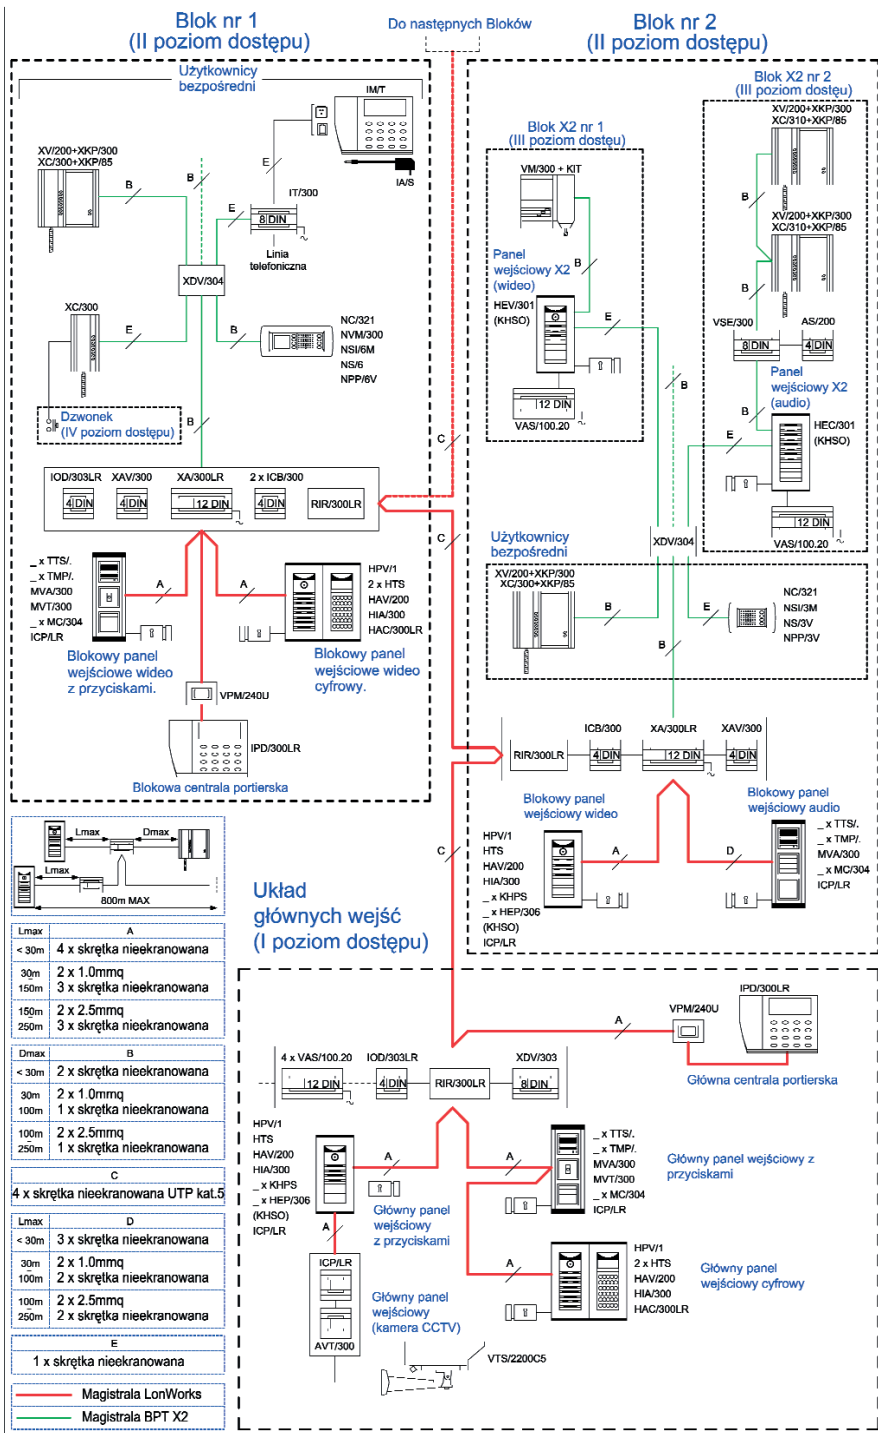 Blok nr 1
(II poziom dostępu)
Do następnych Bloków
Blok nr 2
(II poziom dostępu)
Użytkownicy
bezpośredni
IM/T
XV/200+XKP/300
XC/300+XKP/85
B
B
E
E
IA/S
IT/300
8 DIN
Linia
telefoniczna
XDV/304
XC/300
E
B
NC/321
NVM/300
NSI/6M
NS/6
NPP/6V
Dzwonek
(IV poziom dostępu)
B
C
IOD/303LR
XAV/300
XA/300LR
2 x ICB/300
4 DIN
4 DIN
12 DIN
4 DIN
RIR/300LR
_ x TTS/.
_ x TMP/.
MVA/300
MVT/300
_ x MC/304
ICP/LR
A
A
HPV/1
2 x HTS
HAV/200
HIA/300
HAC/300LR
Blokowy panel
wejściowe wideo
z przyciskami.
Blokowy panel
wejściowe wideo
cyfrowy.
VPM/240U
IPD/300LR
Blokowa centrala portierska
C
Blok X2 nr 1
(III poziom dostęu)
VM/300 + KIT
B
Panel
wejściowy X2
(wideo)
HEV/301
(KHSO)
E
12 DIN
VAS/100.20
B
Blok X2 nr 2
(III poziom dostęu)
XV/200+XKP/300
XC/310+XKP/85
B
XV/200+XKP/300
XC/310+XKP/85
B
VSE/300
AS/200
8 DIN
4 DIN
Panel
wejściowy X2
(audio)
B
E
HEC/301
(KHSO)
12 DIN
VAS/100.20
XDV/304
Użytkownicy
bezpośredni
XV/200+XKP/300
XC/300+XKP/85
B
E
NC/321
NSI/3M
NS/3V
NPP/3V
B
ICB/300
XA/300LR
XAV/300
RIR/300LR
4 DIN
12 DIN
4 DIN
Blokowy panel
wejściowy wideo
Blokowy panel
wejściowy audio
HPV/1
HTS
HAV/200
HIA/300
_ x KHPS
_ x HEP/306
(KHSO)
ICP/LR
A
D
_ x TTS/.
_ x TMP/.
MVA/300
_ x MC/304
ICP/LR
C
Lmax
Dmax
Lmax
800m MAX
Układ
głównych wejść
(I poziom dostępu)
Lmax A
< 30m 4 x skrętka nieekranowana
30m 2 x 1.0mmq
150m 3 x skrętka nieekranowana
150m 2 x 2.5mmq
250m 3 x skrętka nieekranowana
Dmax B
< 30m 2 x skrętka nieekranowana
30m 2 x 1.0mmq
100m 1 x skrętka nieekranowana
100m 2 x 2.5mmq
250m 1 x skrętka nieekranowana
C
4 x skrętka nieekranowana UTP kat.5
Lmax D
< 30m 3 x skrętka nieekranowana
30m 2 x 1.0mmq
100m 2 x skrętka nieekranowana
100m 2 x 2.5mmq
250m 2 x skrętka nieekranowana
E
1 x skrętka nieekranowana
Magistrala LonWorks
Magistrala BPT X2
A
VPM/240U
IPD/300LR
Główna centrala portierska
4 x VAS/100.20
IOD/303LR
XDV/303
12 DIN
4 DIN
RIR/300LR
8 DIN
HPV/1
HTS
HAV/200
HIA/300
_ x KHPS
_ x HEP/306
(KHSO)
ICP/LR
A
A
_ x TTS/.
_ x TMP/.
MVA/300
MVT/300
_ x MC/304
ICP/LR
Główny panel wejściowy z
przyciskami
Główny panel
wejściowy
z przyciskami
A
ICP/LR
AVT/300
Główny panel
wejściowy
(kamera CCTV)
VTS/2200C5
A
HPV/1
2 x HTS
HAV/200
HIA/300
HAC/300LR
Główny panel
wejściowy cyfrowy